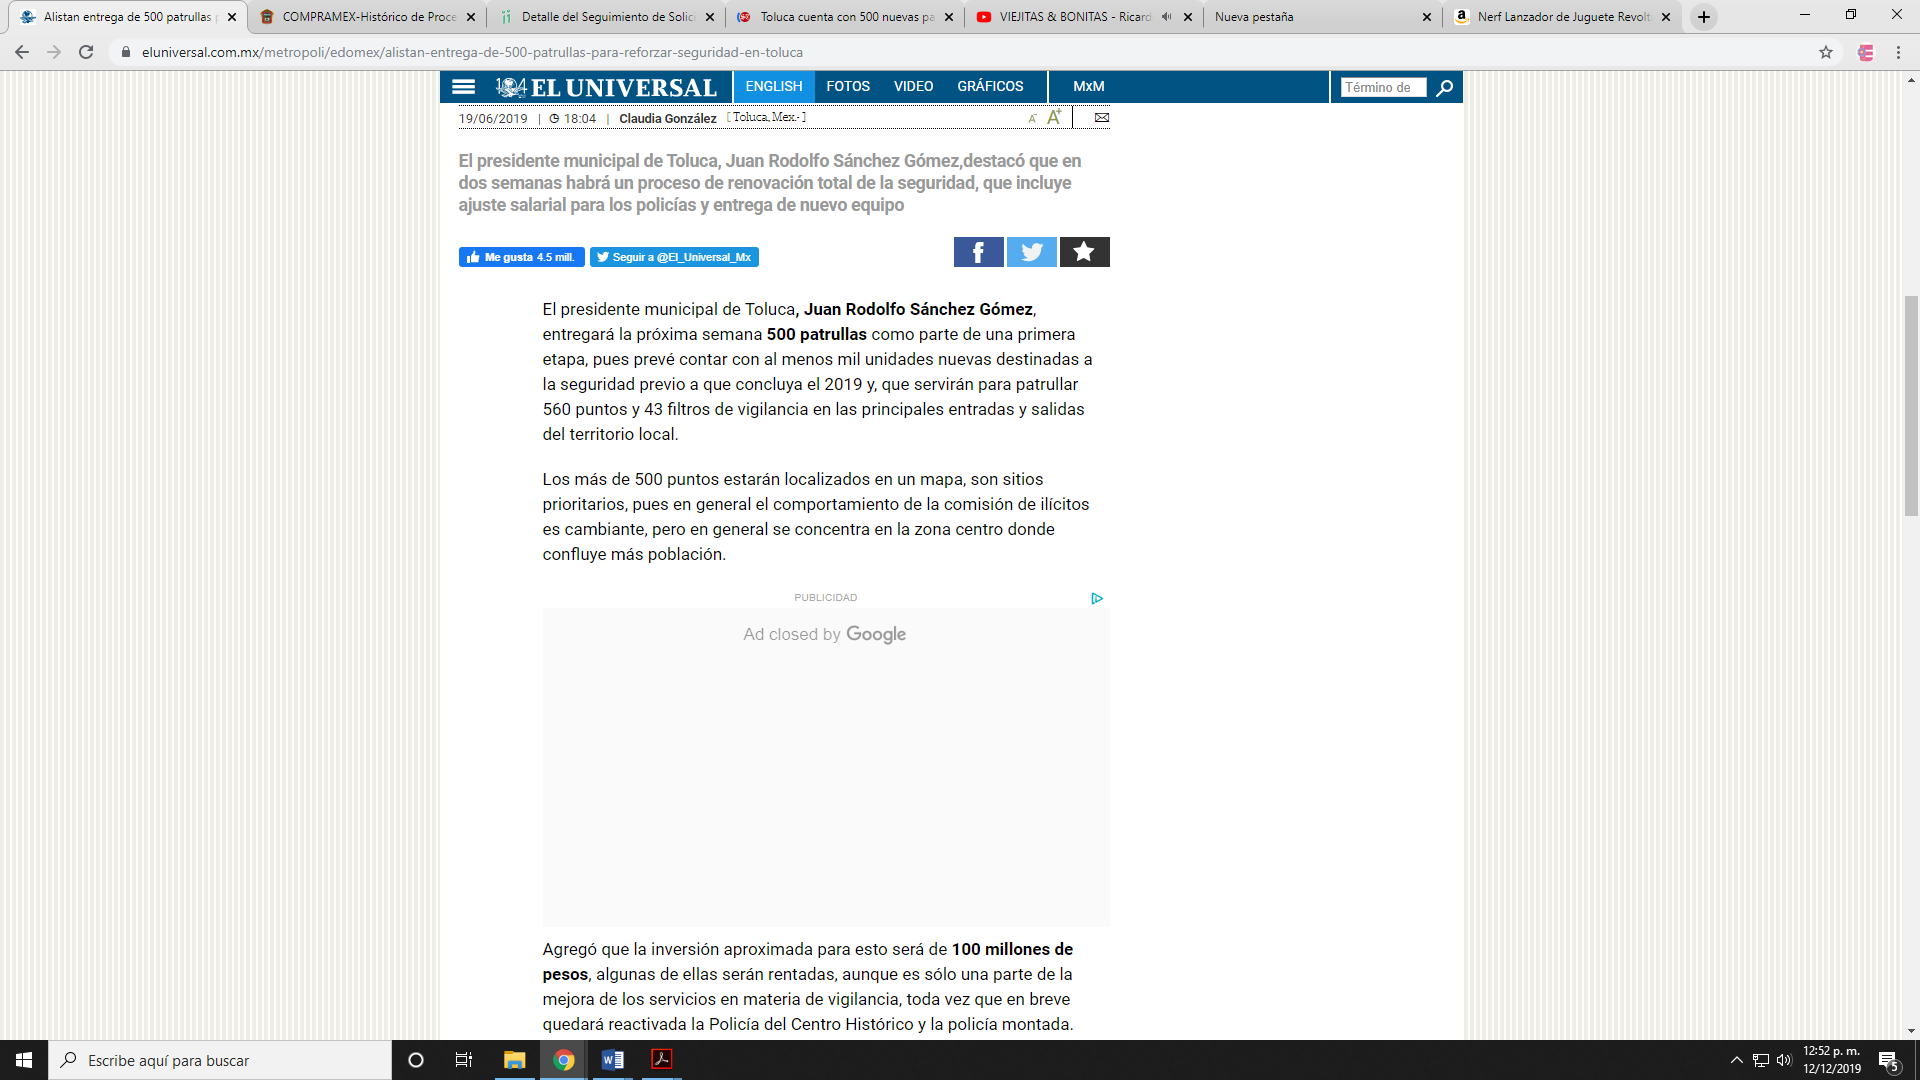 Alistan entrega de 500 patrullas p
COMPRAMEX-Histórico de Proce
Detalle del Seguimiento de Solic
Toluca cuenta con 500 nuevas pa
VIEJITAS & BONITAS - Ricard
Nueva pestaña
Nerf Lanzador de Juguete Revolt
eluniversal.com.mx/metropoli/edomex/alistan-entrega-de-500-patrullas-para-reforzar-seguridad-en-toluca
104 EL UNIVERSAL ENGLISH FOTOS VIDEO GRÁFICOS MxM Término de
19/06/2019 | 18:04 | Claudia González [ Toluca, Mex.- ] A- A+
El presidente municipal de Toluca, Juan Rodolfo Sánchez Gómez,destacó que en
dos semanas habrá un proceso de renovación total de la seguridad, que incluye
ajuste salarial para los policías y entrega de nuevo equipo
Me gusta 4.5 mill. Seguir a @El_Universal_Mx
El presidente municipal de Toluca, Juan Rodolfo Sánchez Gómez,
entregará la próxima semana 500 patrullas como parte de una primera
etapa, pues prevé contar con al menos mil unidades nuevas destinadas a
la seguridad previo a que concluya el 2019 y, que servirán para patrullar
560 puntos y 43 filtros de vigilancia en las principales entradas y salidas
del territorio local.
Los más de 500 puntos estarán localizados en un mapa, son sitios
prioritarios, pues en general el comportamiento de la comisión de ilícitos
es cambiante, pero en general se concentra en la zona centro donde
confluye más población.
PUBLICIDAD
Ad closed by Google
Agregó que la inversión aproximada para esto será de 100 millones de
pesos, algunas de ellas serán rentadas, aunque es sólo una parte de la
mejora de los servicios en materia de vigilancia, toda vez que en breve
quedará reactivada la Policía del Centro Histórico y la policía montada.
Escribe aquí para buscar
12:52 p. m.
12/12/2019
5